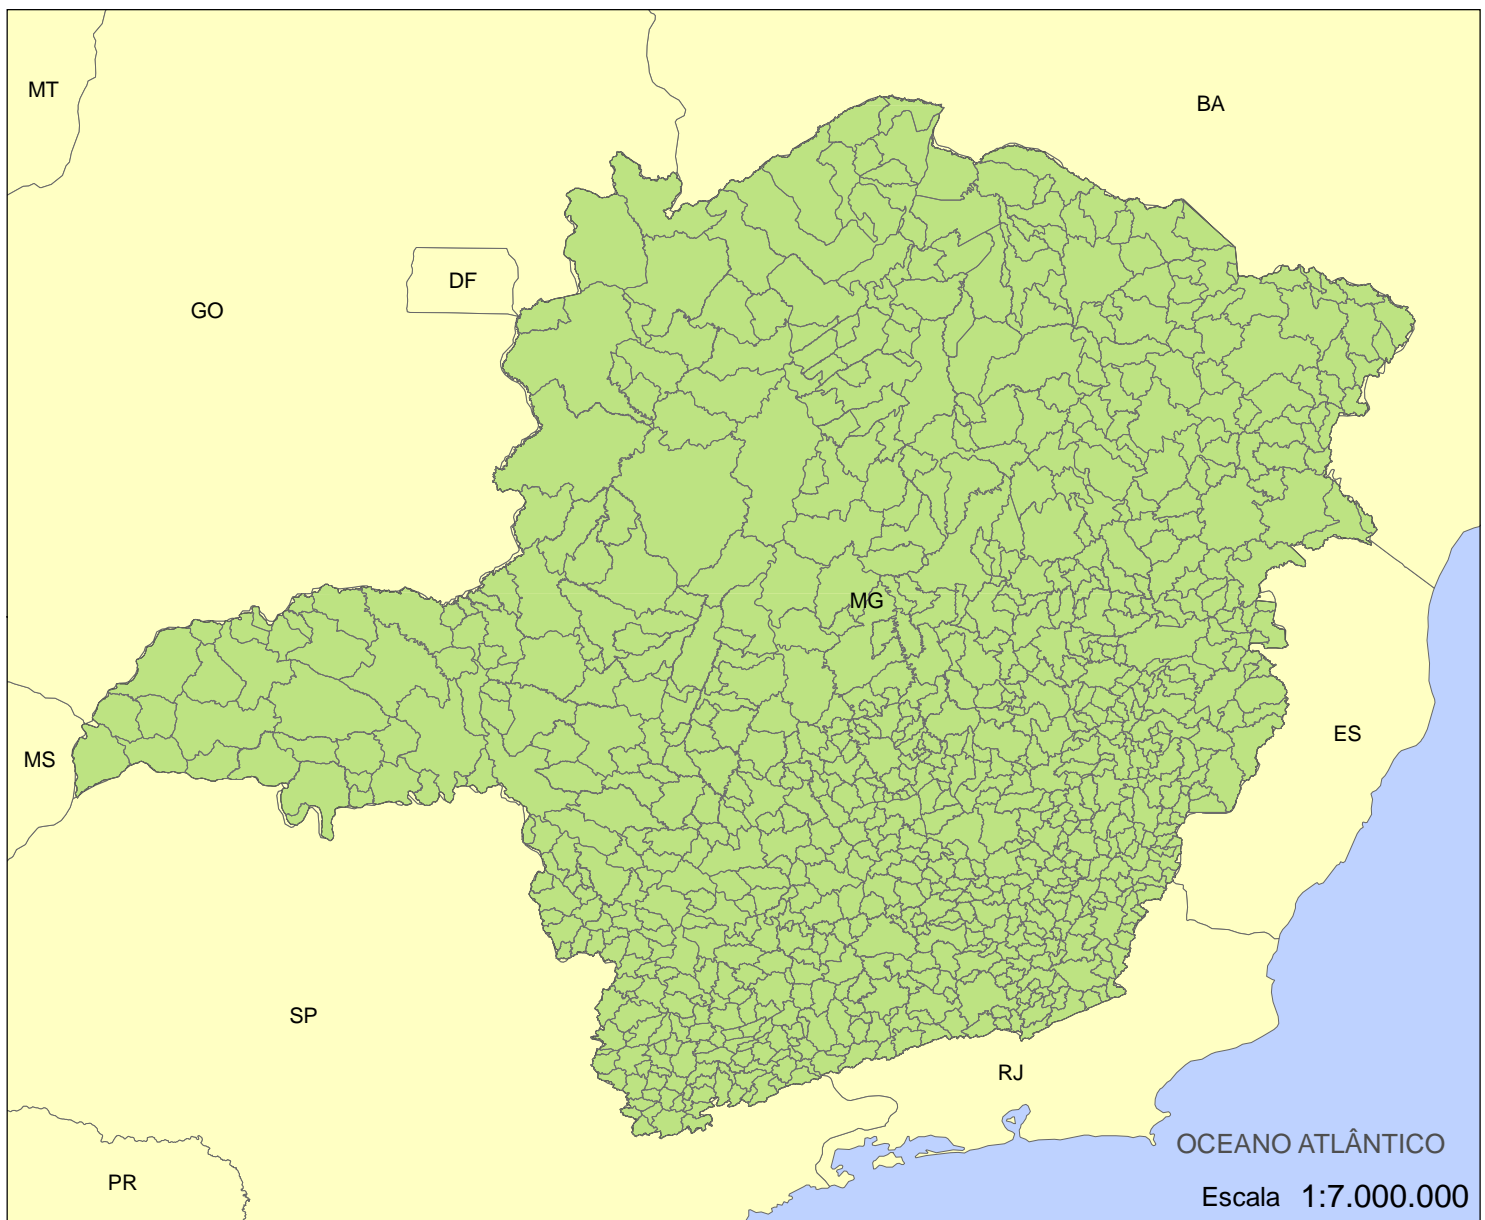 MT
BA
DF
GO
MG
ES
MS
SP
RJ
OCEANO ATLÂNTICO
PR
Escala 1:7.000.000